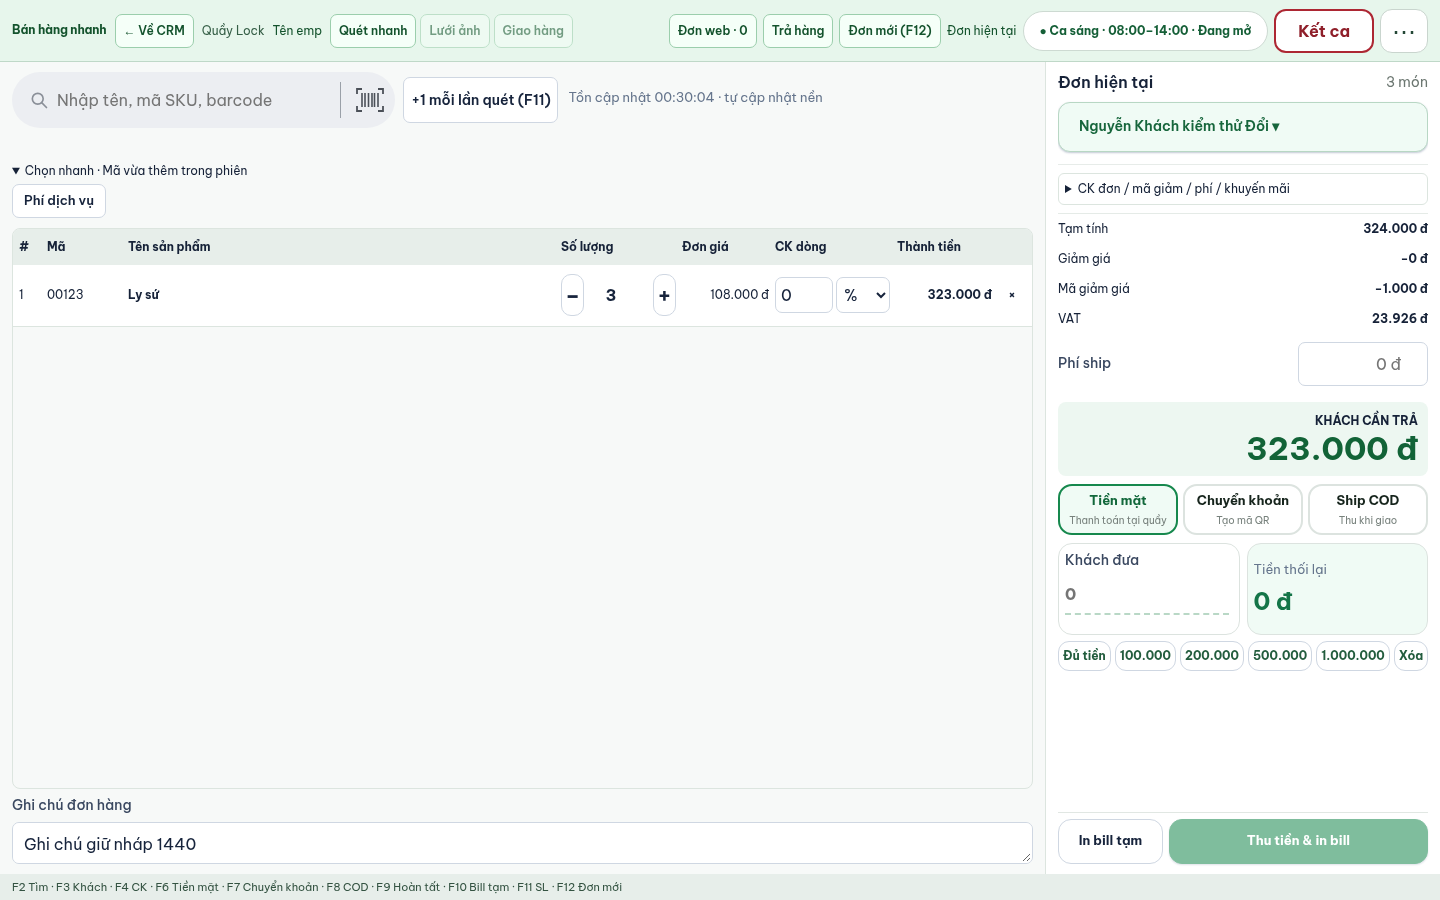 Bán hàng nhanh ← Về CRM Quầy Lock Tên emp Quét nhanh Lưới ảnh Giao hàng Đơn web · 0 Trả hàng Đơn mới (F12) Đơn hiện tại ● Ca sáng · 08:00–14:00 · Đang mở Kết ca ···
Nhập tên, mã SKU, barcode +1 mỗi lần quét (F11) Tồn cập nhật 00:30:04 · tự cập nhật nền
▼ Chọn nhanh · Mã vừa thêm trong phiên
Phí dịch vụ
# Mã Tên sản phẩm Số lượng Đơn giá CK dòng Thành tiền
1 00123 Ly sứ − 3 + 108.000 đ 0 % 323.000 đ ×
Ghi chú đơn hàng
Ghi chú giữ nháp 1440
Đơn hiện tại 3 món
Nguyễn Khách kiểm thử Đổi ▾
▶ CK đơn / mã giảm / phí / khuyến mãi
Tạm tính 324.000 đ
Giảm giá -0 đ
Mã giảm giá -1.000 đ
VAT 23.926 đ
Phí ship 0 đ
KHÁCH CẦN TRẢ
323.000 đ
Tiền mặt Chuyển khoản Ship COD
Thanh toán tại quầy Tạo mã QR Thu khi giao
Khách đưa Tiền thối lại
0 0 đ
Đủ tiền 100.000 200.000 500.000 1.000.000 Xóa
In bill tạm Thu tiền & in bill
F2 Tìm · F3 Khách · F4 CK · F6 Tiền mặt · F7 Chuyển khoản · F8 COD · F9 Hoàn tất · F10 Bill tạm · F11 SL · F12 Đơn mới